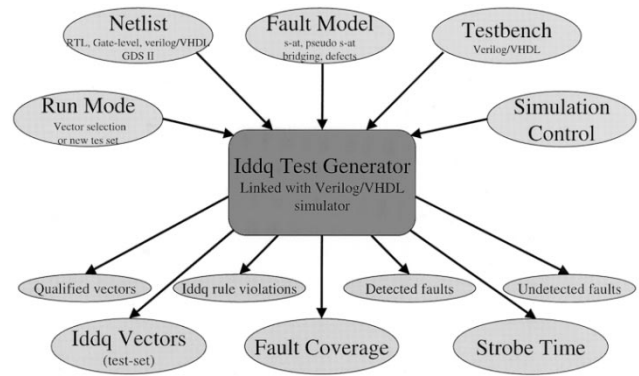 Netlist
RTL, Gate-level, verilog/VHDL
GDS II
Fault Model
s-at, pseudo s-at
bridging, defects
Testbench
Verilog/VHDL
Run Mode
Vector selection
or new tes set
Simulation
Control
Iddq Test Generator
Linked with Verilog/VHDL
simulator
Qualified vectors
Iddq rule violations
Detected faults
Undetected faults
Iddq Vectors
(test-set)
Fault Coverage
Strobe Time